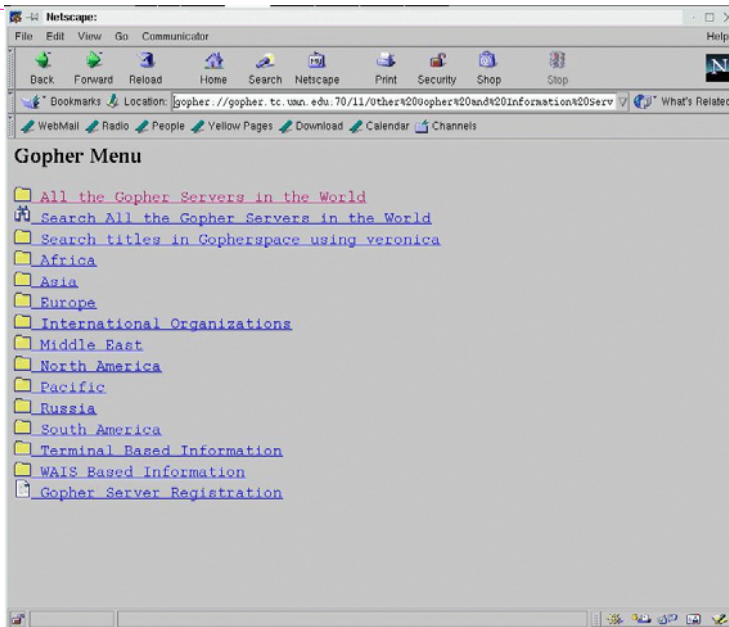 Netscape:
File Edit View Go Communicator Help
Back Forward Reload Home Search Netscape Print Security Shop Stop
N
Bookmarks Location: gopher://gopher.tc.umn.edu:70/11/Other%20Gopher%20and%20Information%20Serv What's Related
WebMail Radio People Yellow Pages Download Calendar Channels
Gopher Menu
All the Gopher Servers in the World
Search All the Gopher Servers in the World
Search titles in Gopherspace using veronica
Africa
Asia
Europe
International Organizations
Middle East
North America
Pacific
Russia
South America
Terminal Based Information
WAIS Based Information
Gopher Server Registration